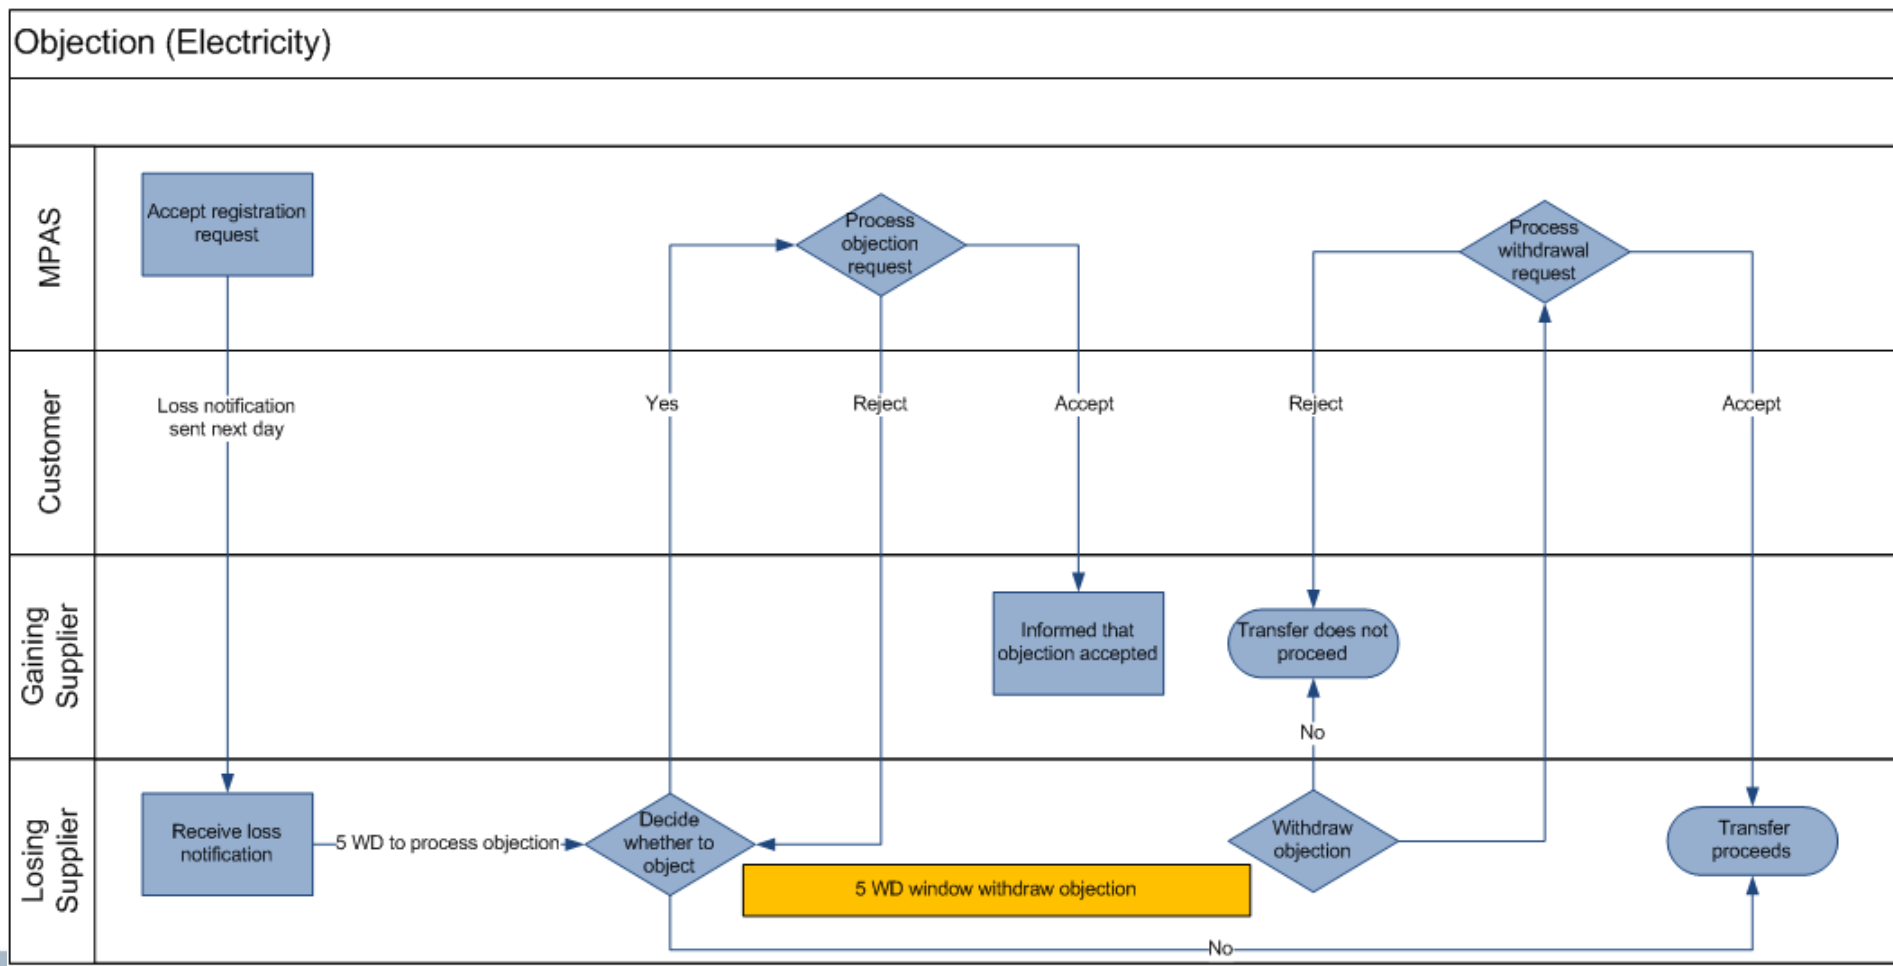 Objection (Electricity)
MPAS
Accept registration
request
Process
objection
request
Process
withdrawal
request
Customer
Loss notification
sent next day
Yes
Reject
Accept
Reject
Accept
Gaining
Supplier
Informed that
objection accepted
Transfer does not
proceed
No
Losing
Supplier
Receive loss
notification
5 WD to process objection
Decide
whether to
object
Withdraw
objection
Transfer
proceeds
5 WD window withdraw objection
No